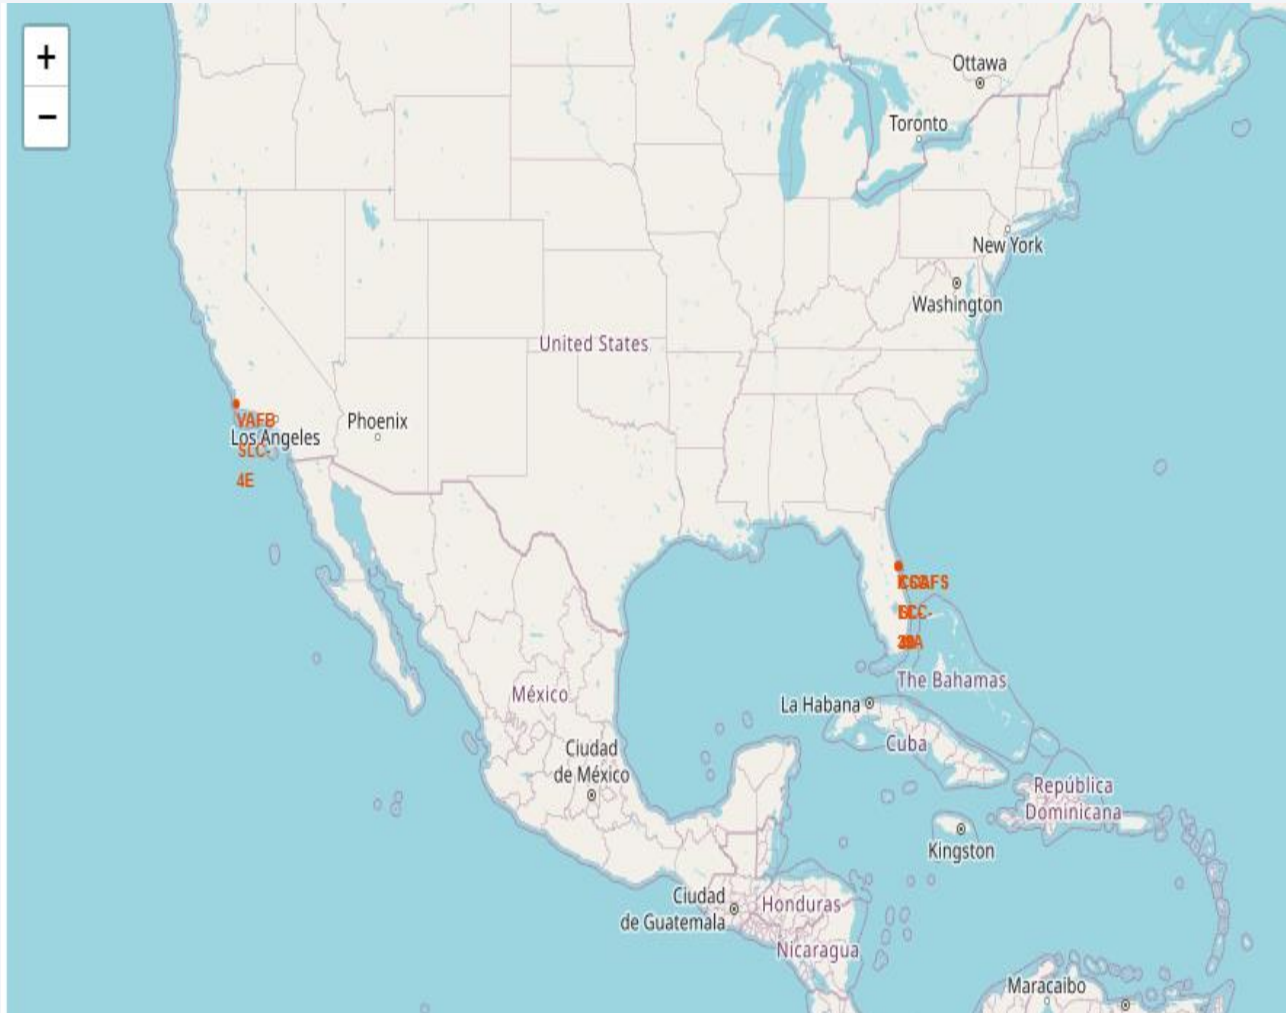 +
−
Ottawa
Toronto
New York
Washington
United States
VAFB
SLC-
4E
Los Angeles
Phoenix
The Bahamas
La Habana
Cuba
México
Ciudad
de México
República
Dominicana
Kingston
Ciudad
de Guatemala
Honduras
Nicaragua
Maracaibo